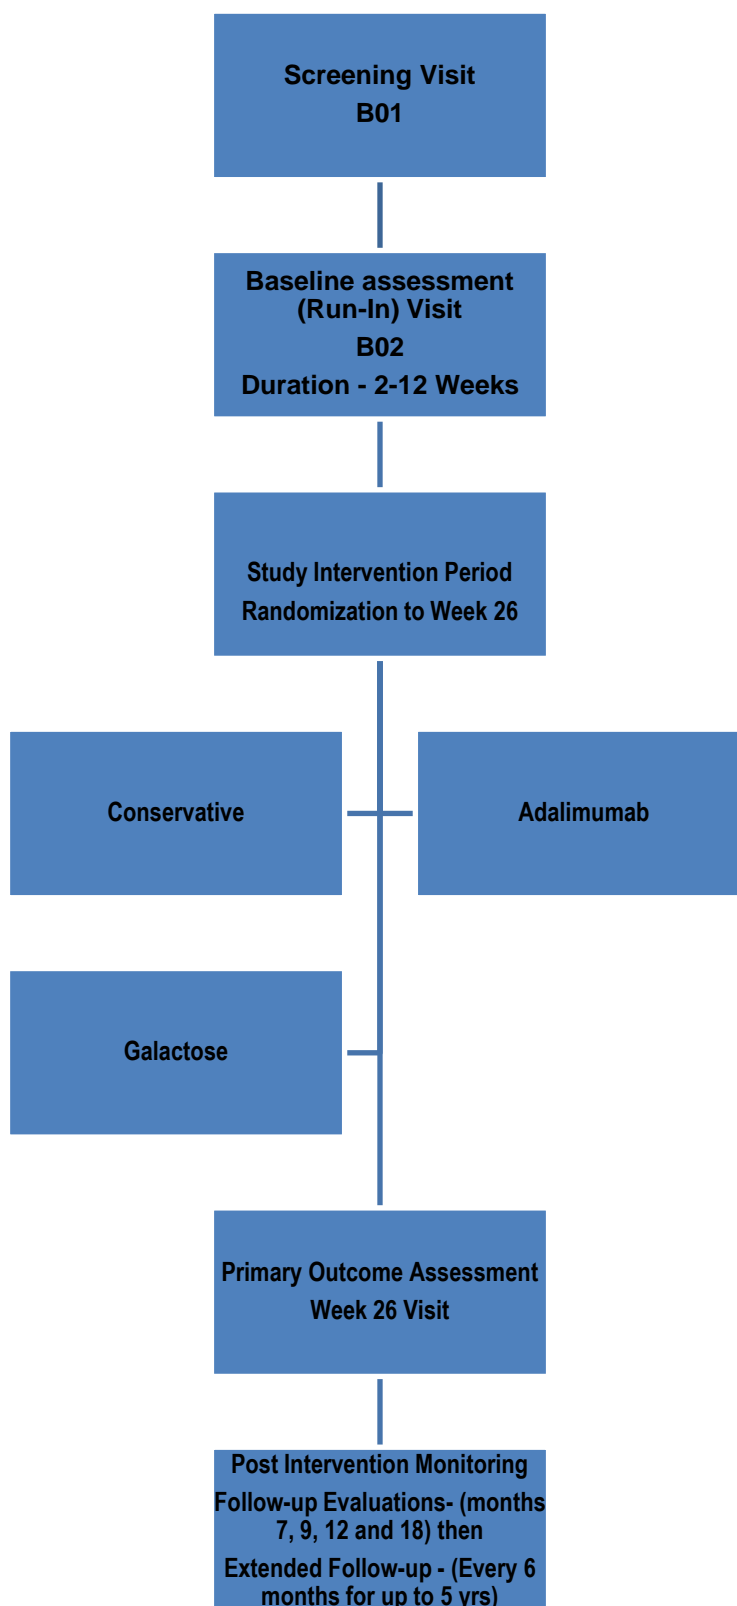 Screening Visit
B01
Baseline assessment
(Run-In) Visit
B02
Duration - 2-12 Weeks
Study Intervention Period
Randomization to Week 26
Conservative
Adalimumab
Galactose
Primary Outcome Assessment
Week 26 Visit
Post Intervention Monitoring
Follow-up Evaluations- (months
7, 9, 12 and 18) then
Extended Follow-up - (Every 6
months for up to 5 yrs)